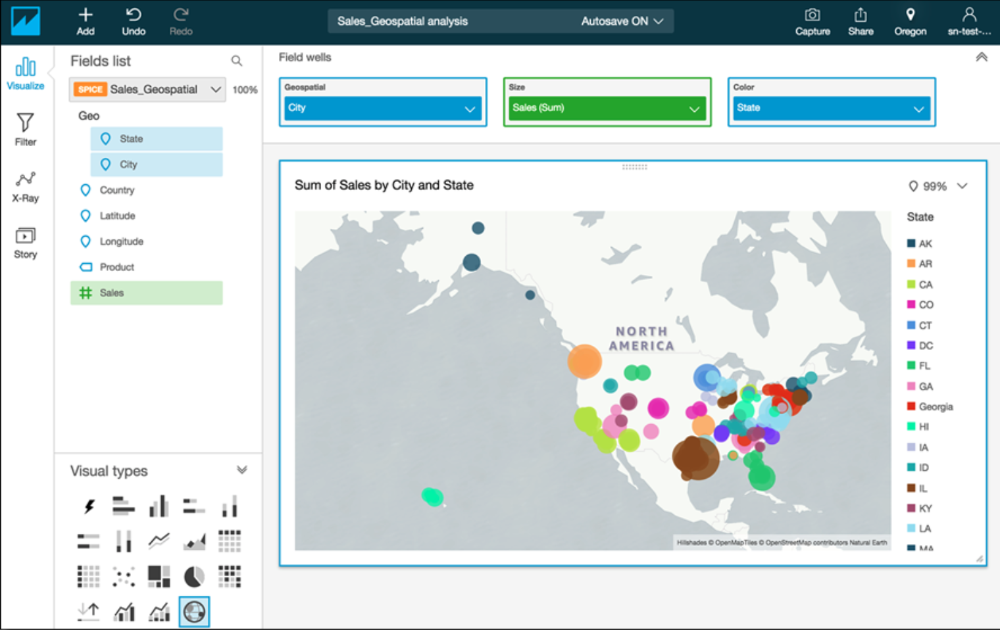 Add
Undo
Redo
Sales_Geospatial analysis
Autosave ON
Capture
Share
Oregon
sn-test-...
Visualize
Filter
X-Ray
Story
Fields list
SPICE Sales_Geospatial 100%
Geo
State
City
Country
Latitude
Longitude
Product
Sales
Visual types
Field wells
Geospatial
City
Size
Sales (Sum)
Color
State
Sum of Sales by City and State
99%
NORTH
AMERICA
Hillshades © OpenMapTiles © OpenStreetMap contributors Natural Earth
State
AK
AR
CA
CO
CT
DC
FL
GA
Georgia
HI
IA
ID
IL
KY
LA
MA